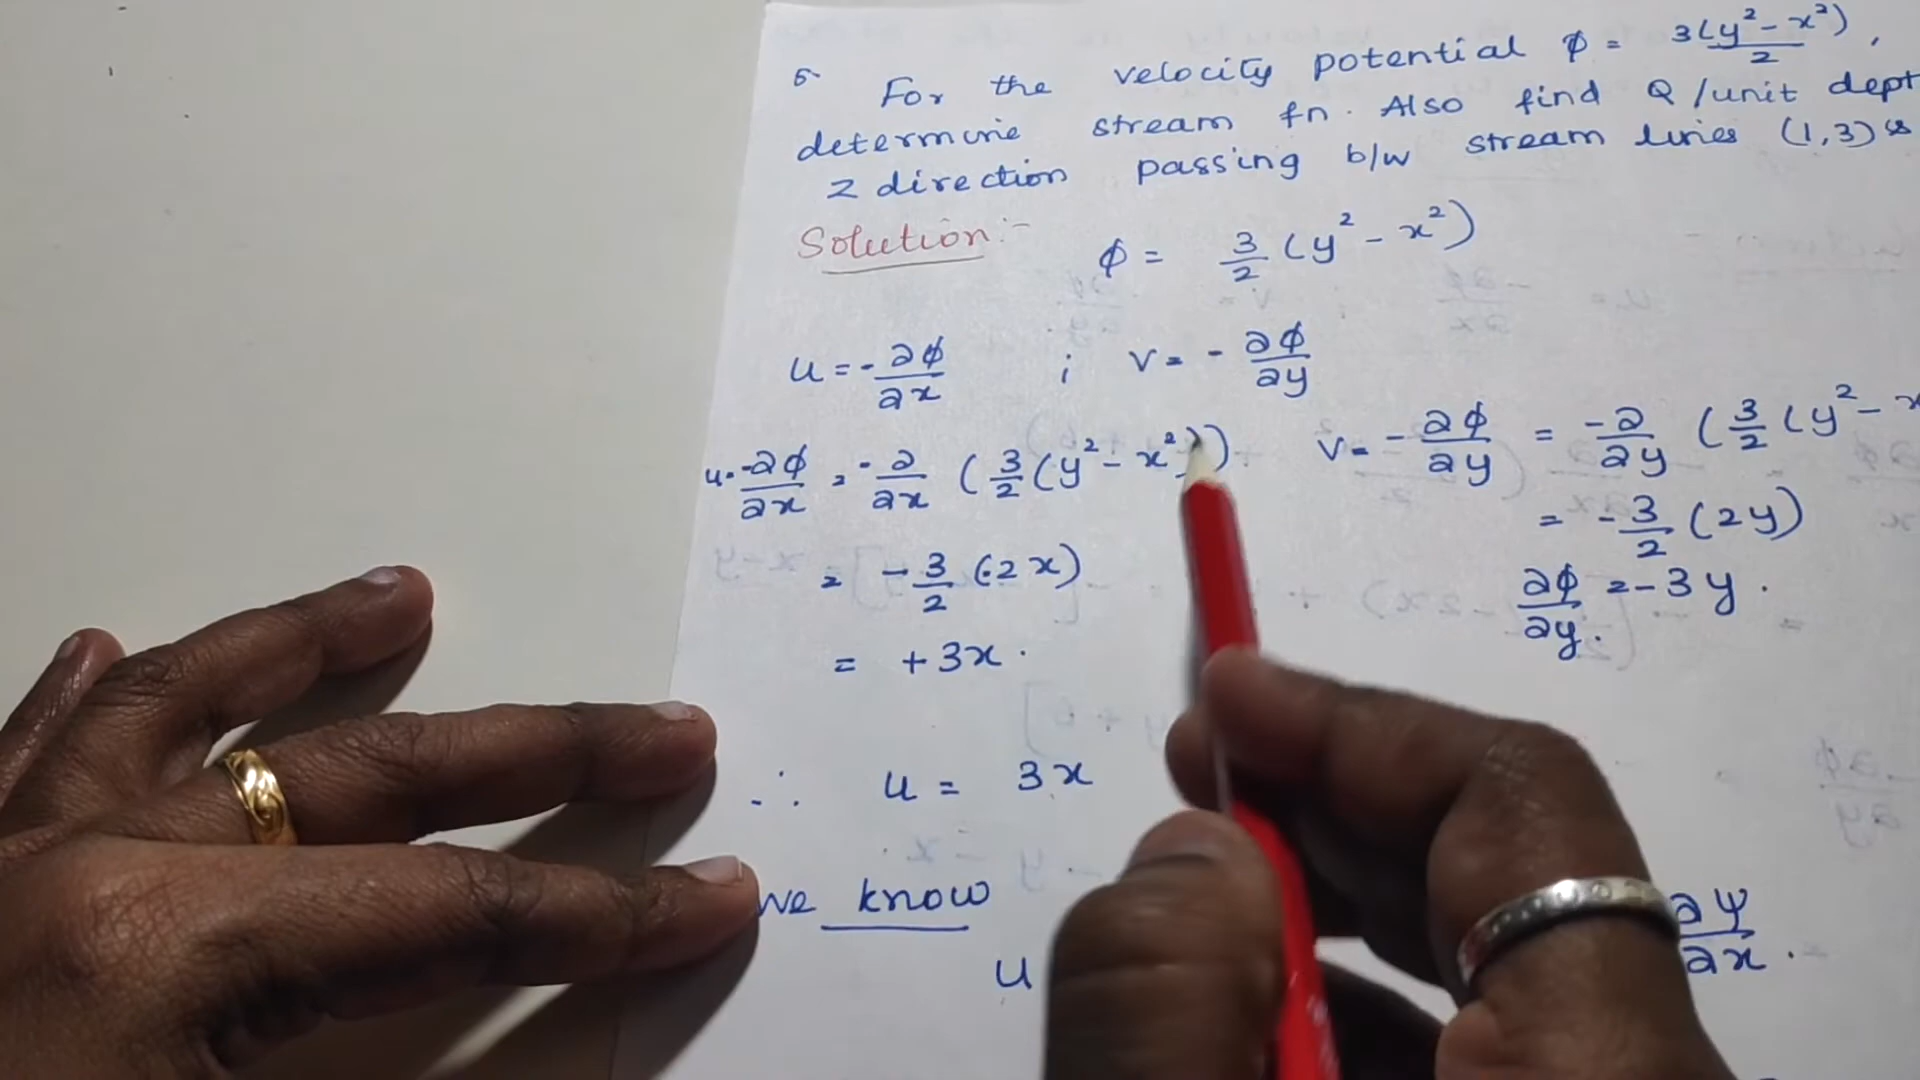 5 For the velocity potential ϕ = 3(y² - x²)/2 ,
determine stream fn. Also find Q /unit dept
z direction passing b/w stream lines (1,3) &
Solution :-
ϕ = 3/2 (y² - x²)
u = - ∂ϕ/∂x ; v = - ∂ϕ/∂y
u = -∂ϕ/∂x = -∂/∂x (3/2 (y² - x²))
= -3/2 (-2x)
= +3x .
v = - ∂ϕ/∂y = -∂/∂y (3/2 (y² - x
= -3/2 (2y)
∂ϕ/∂y = -3y .
∴ u = 3x
We know
u ∂ψ/∂x .